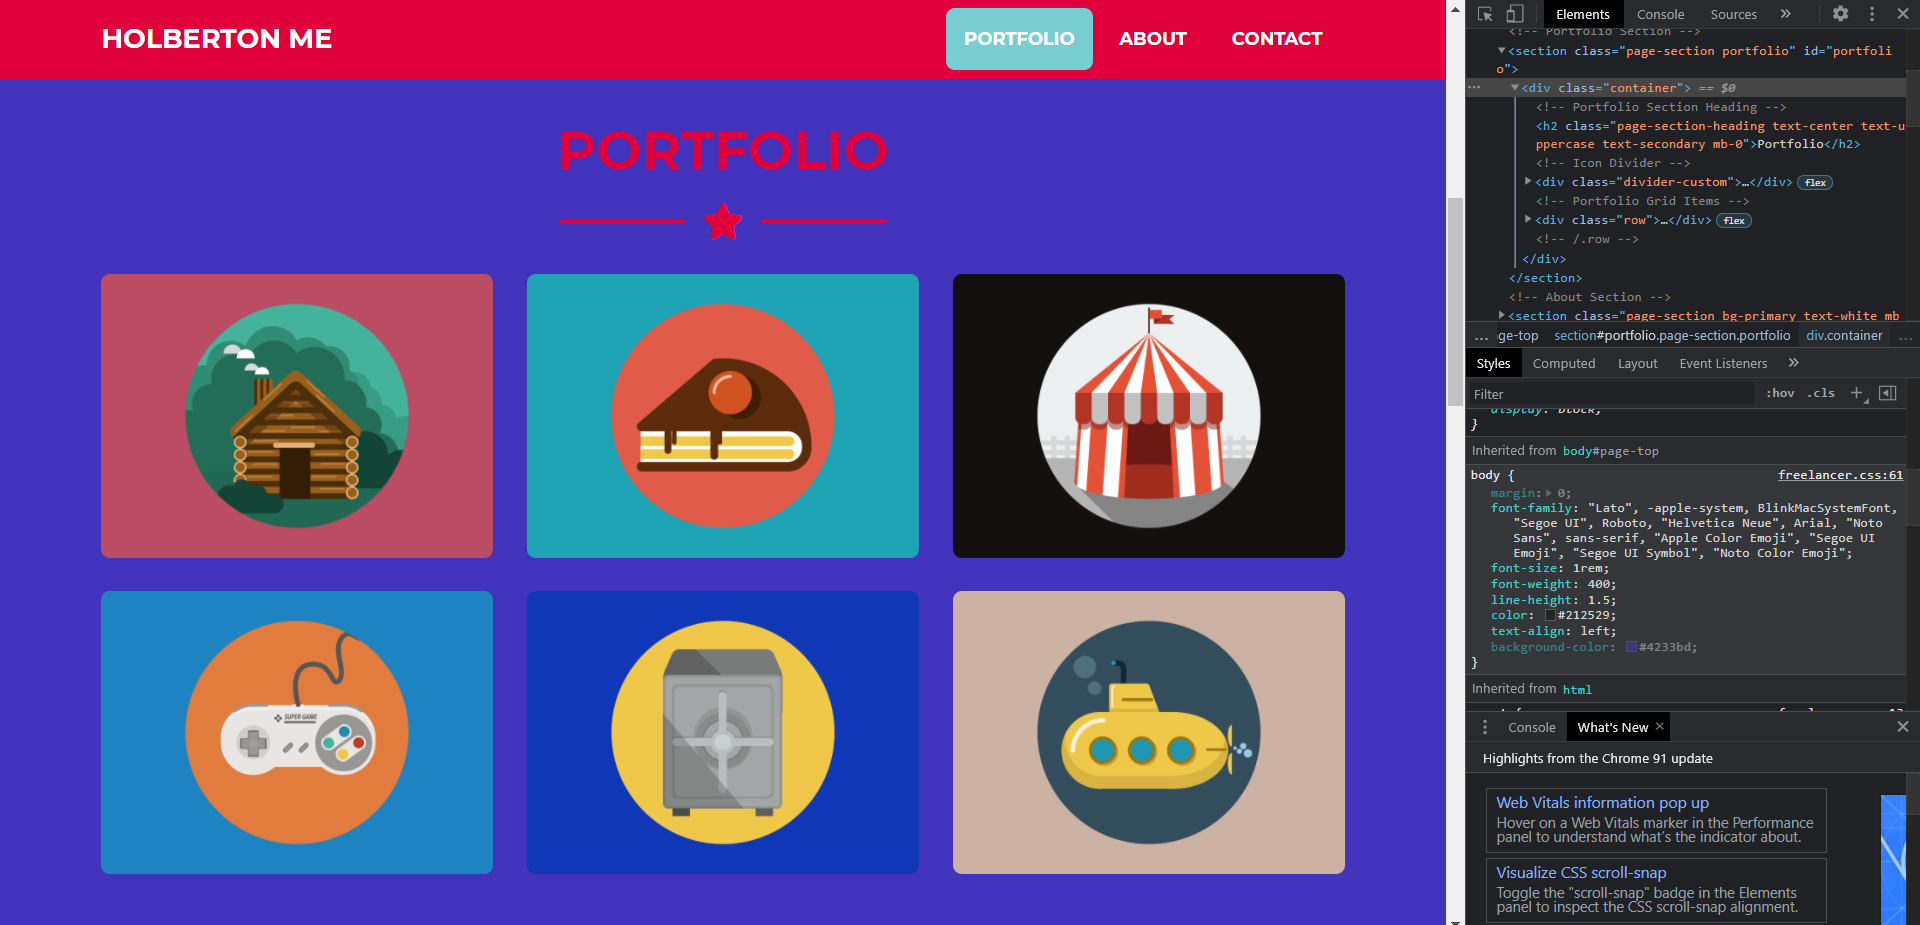 HOLBERTON ME
PORTFOLIO
ABOUT
CONTACT
PORTFOLIO
SUPER GAME
Elements
Console
Sources
<!-- Portfolio Section -->
<section class="page-section portfolio" id="portfoli
o">
<div class="container"> == $0
<!-- Portfolio Section Heading -->
<h2 class="page-section-heading text-center text-u
ppercase text-secondary mb-0">Portfolio</h2>
<!-- Icon Divider -->
<div class="divider-custom">…</div> flex
<!-- Portfolio Grid Items -->
<div class="row">…</div> flex
<!-- /.row -->
</div>
</section>
<!-- About Section -->
<section class="page-section bg-primary text-white mb
... ge-top section#portfolio.page-section.portfolio div.container ...
Styles
Computed
Layout
Event Listeners
Filter
:hov
.cls
display: block;
}
Inherited from body#page-top
body {
freelancer.css:61
margin: 0;
font-family: "Lato", -apple-system, BlinkMacSystemFont,
"Segoe UI", Roboto, "Helvetica Neue", Arial, "Noto
Sans", sans-serif, "Apple Color Emoji", "Segoe UI
Emoji", "Segoe UI Symbol", "Noto Color Emoji";
font-size: 1rem;
font-weight: 400;
line-height: 1.5;
color: #212529;
text-align: left;
background-color: #4233bd;
}
Inherited from html
Console
What's New
Highlights from the Chrome 91 update
Web Vitals information pop up
Hover on a Web Vitals marker in the Performance
panel to understand what's the indicator about.
Visualize CSS scroll-snap
Toggle the "scroll-snap" badge in the Elements
panel to inspect the CSS scroll-snap alignment.